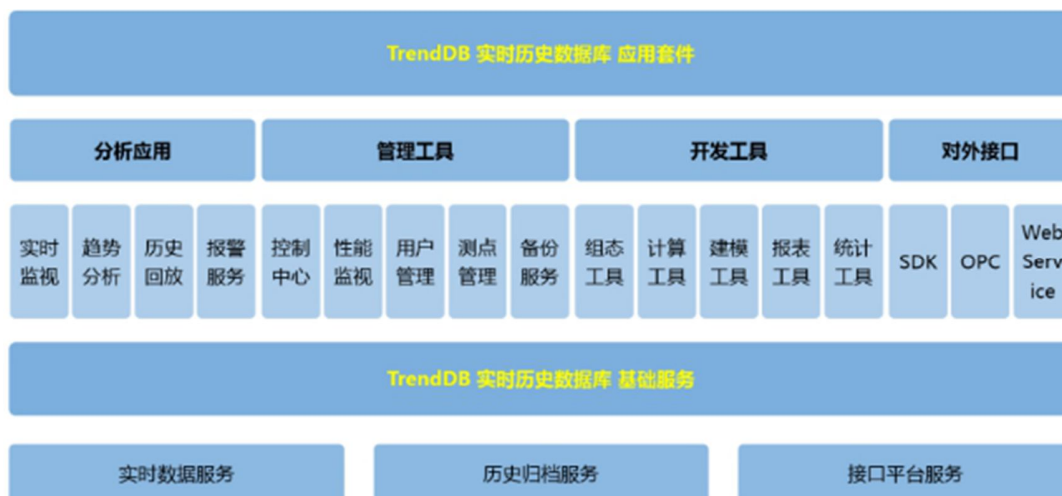 TrendDB 实时历史数据库 应用套件
分析应用 管理工具 开发工具 对外接口
实时监视 趋势分析 历史回放 报警服务 控制中心 性能监视 用户管理 测点管理 备份服务 组态工具 计算工具 建模工具 报表工具 统计工具 SDK OPC Web Service
TrendDB 实时历史数据库 基础服务
实时数据服务 历史归档服务 接口平台服务